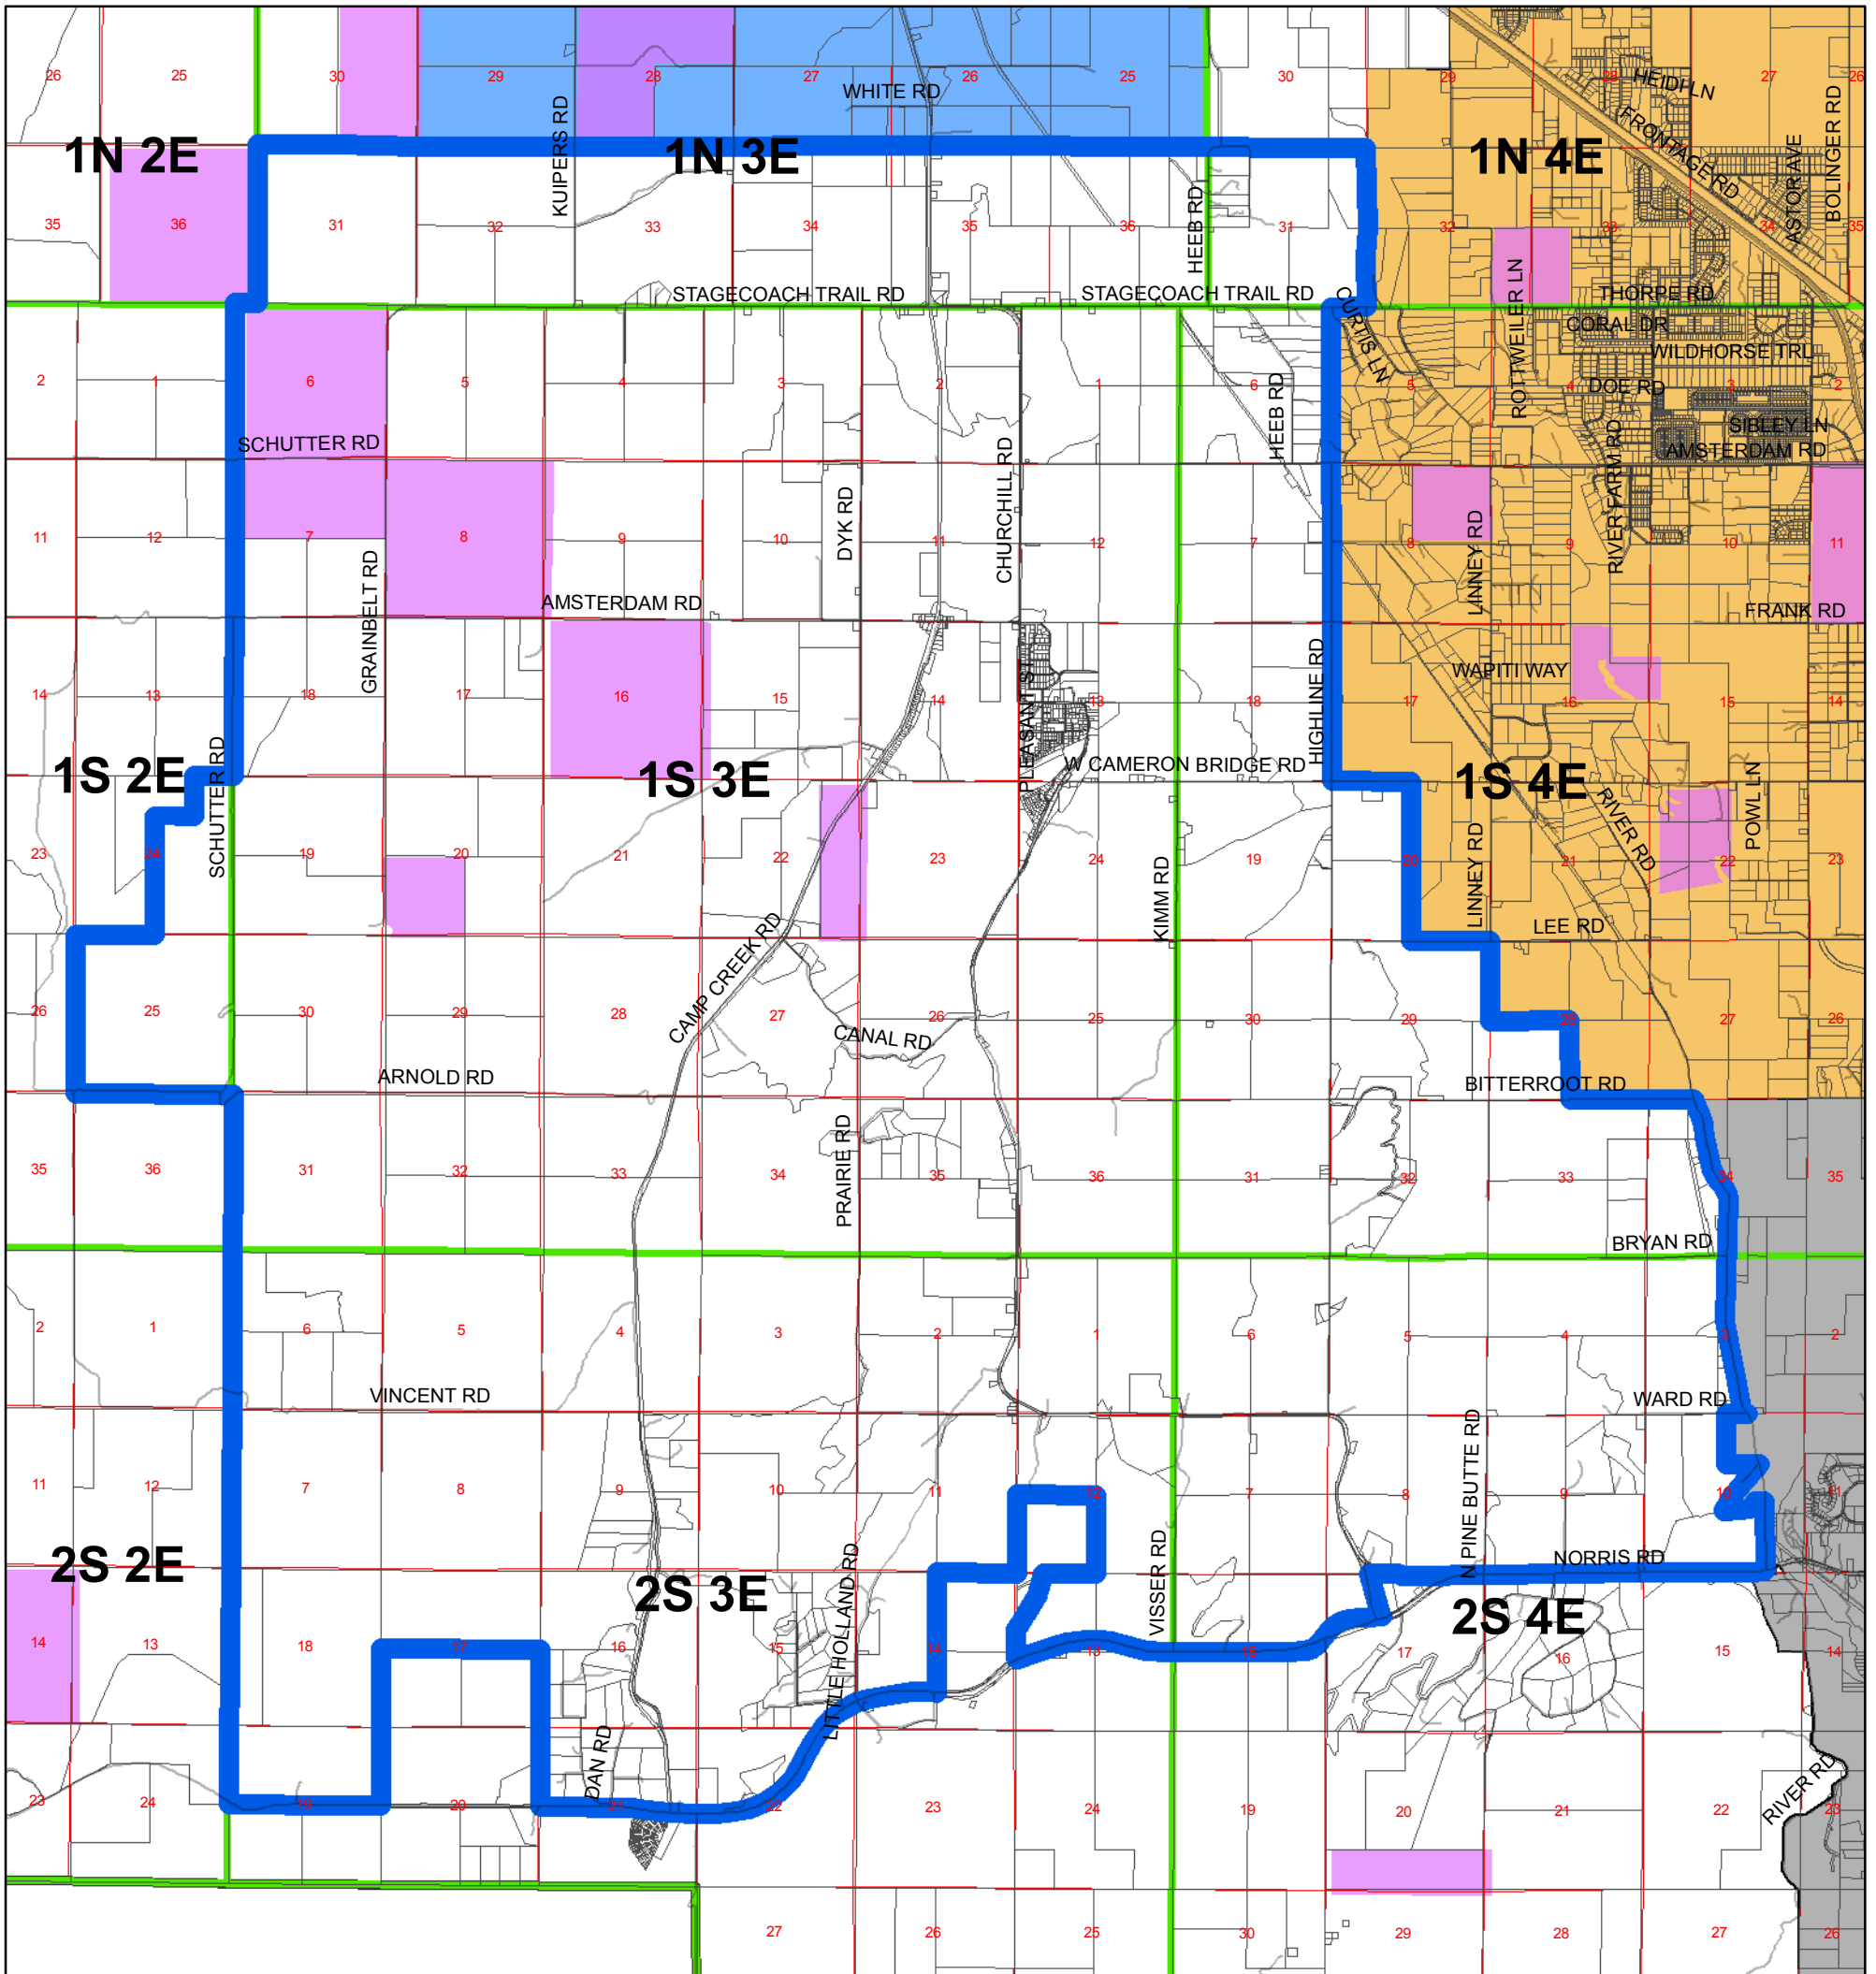 26 25 30 29 28 27 26 25 30 29 28 27 26
HEIDI LN
WHITE RD
KUIPERS RD
FRONTAGE RD
ASTOR AVE
BOLINGER RD
1N 2E 1N 3E 1N 4E
35 36 31 32 33 34 35 36 31 32 33 34 35
HEEB RD
STAGECOACH TRAIL RD STAGECOACH TRAIL RD THORPE RD
CURTIS LN
ROTTWEILER LN
CORAL DR
WILDHORSE TRL
2 1 6 5 4 3 2 1 6 5 4 3 2
DOE RD
HEEB RD
SIBLEY LN
SCHUTTER RD
AMSTERDAM RD
CHURCHILL RD
RIVER FARM RD
DYK RD
LINNEY RD
11 12 7 8 9 10 11 12 7 8 9 10 11
GRAINBELT RD
AMSTERDAM RD
FRANK RD
HIGHLINE RD
WAPITI WAY
14 13 18 17 16 15 14 13 18 17 16 15 14
PLEASANT ST
W CAMERON BRIDGE RD
1S 2E 1S 3E 1S 4E
SCHUTTER RD
RIVER RD
POWL LN
23 24 19 20 21 22 23 24 19 20 21 22 23
KIMM RD
LINNEY RD
LEE RD
CAMP CREEK RD
26 25 30 29 28 27 26 25 30 29 28 27 26
CANAL RD
ARNOLD RD
BITTERROOT RD
PRAIRIE RD
35 36 31 32 33 34 35 36 31 32 33 34 35
BRYAN RD
2 1 6 5 4 3 2 1 6 5 4 3 2
VINCENT RD
WARD RD
N PINE BUTTE RD
11 12 7 8 9 10 11 12 7 8 9 10 11
NORRIS RD
2S 2E 2S 3E 2S 4E
LITTLE HOLLAND RD
VISSER RD
14 13 18 17 16 15 14 13 18 17 16 15 14
DAN RD
RIVER RD
23 24 19 20 21 22 23 24 19 20 21 22 23
27 26 25 30 29 28 27 26